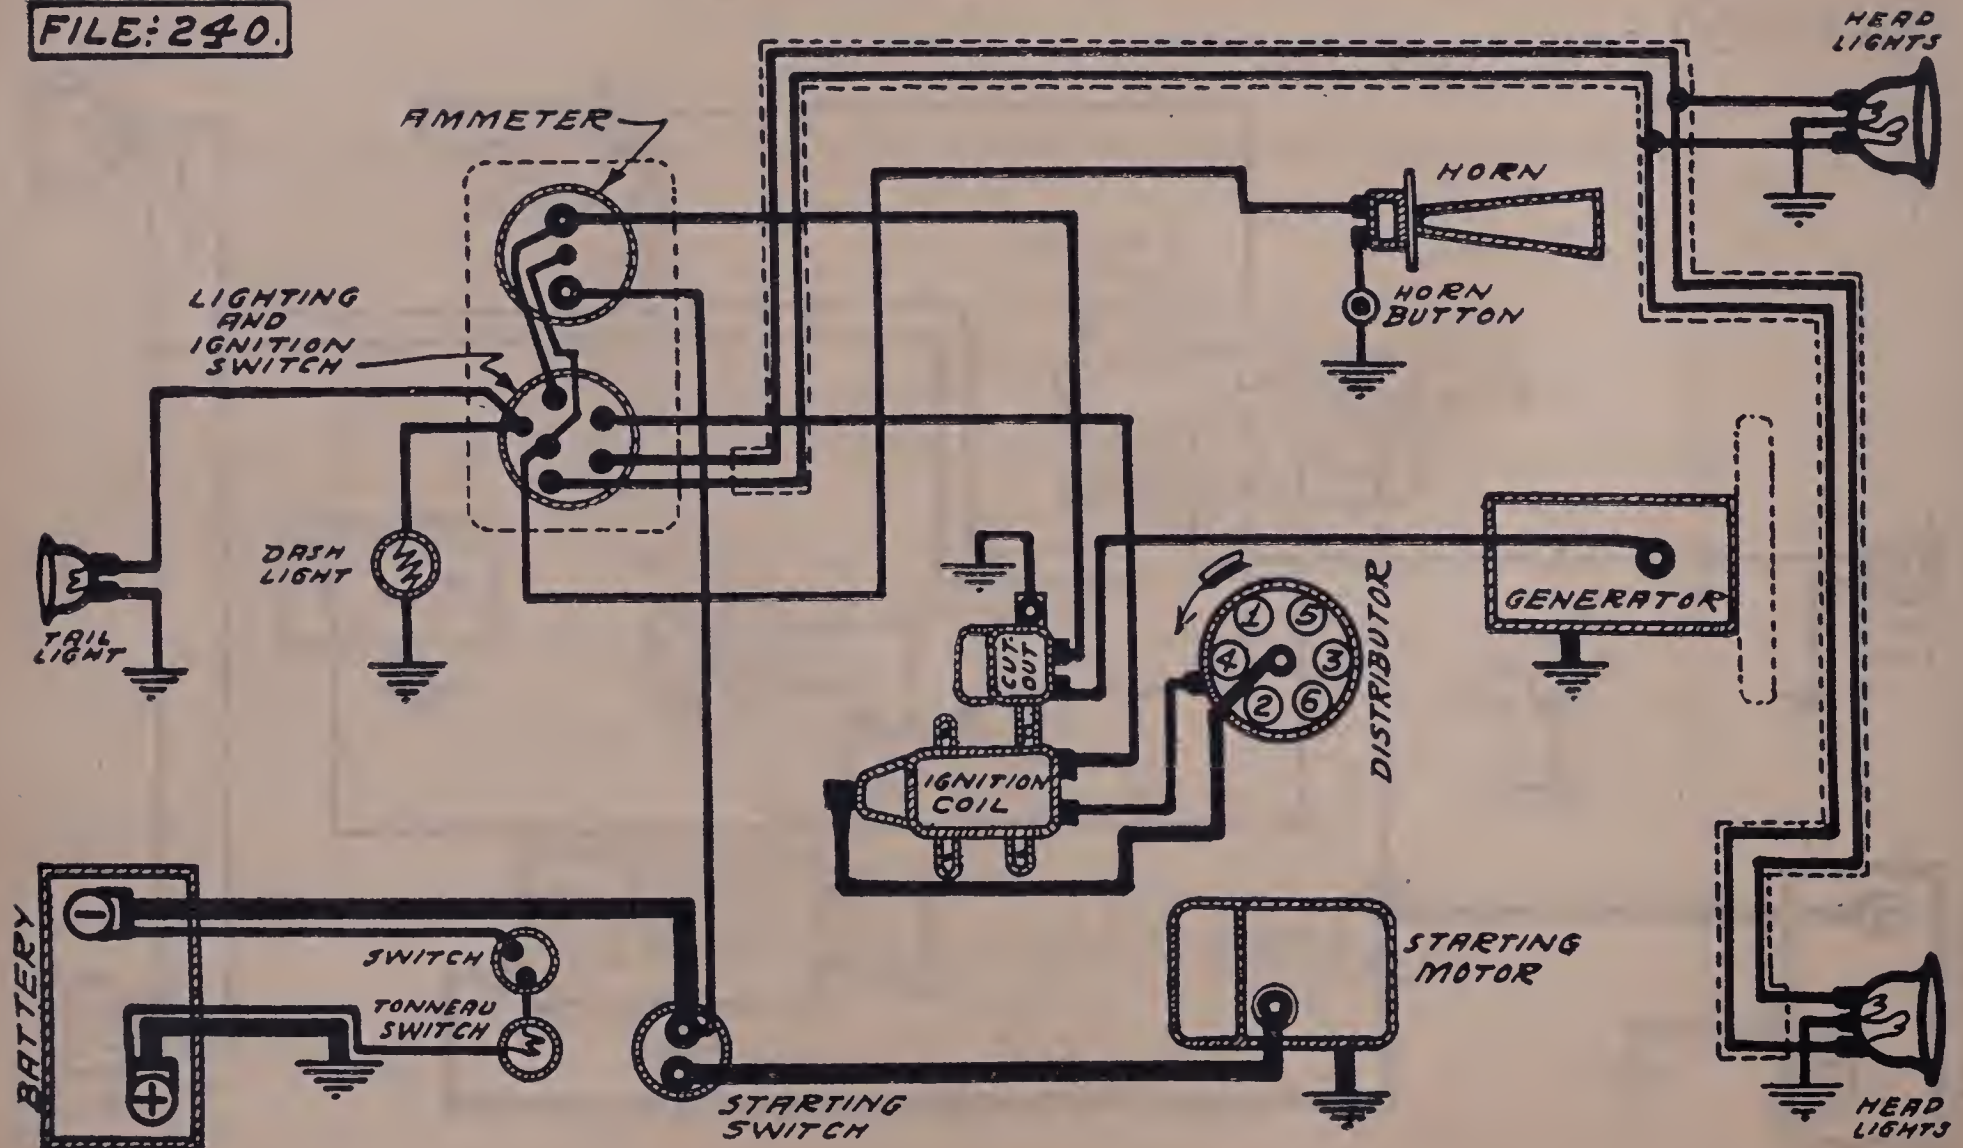 FILE: 240.
HEAD
LIGHTS
AMMETER
HORN
LIGHTING
AND
IGNITION
SWITCH
HORN
BUTTON
DASH
LIGHT
TAIL
LIGHT
CUT-
OUT
1
5
4
3
2
6
DISTRIBUTOR
GENERATOR
IGNITION
COIL
BATTERY
−
+
SWITCH
TONNEAU
SWITCH
STARTING
MOTOR
STARTING
SWITCH
HEAD
LIGHTS